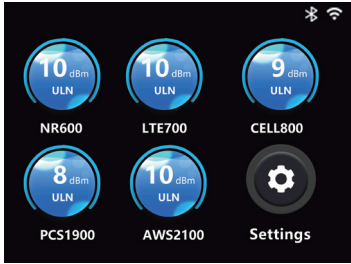 10 dBm 10 dBm 9 dBm
ULN ULN ULN
NR600 LTE700 CELL800
8 dBm 10 dBm
ULN ULN
PCS1900 AWS2100 Settings